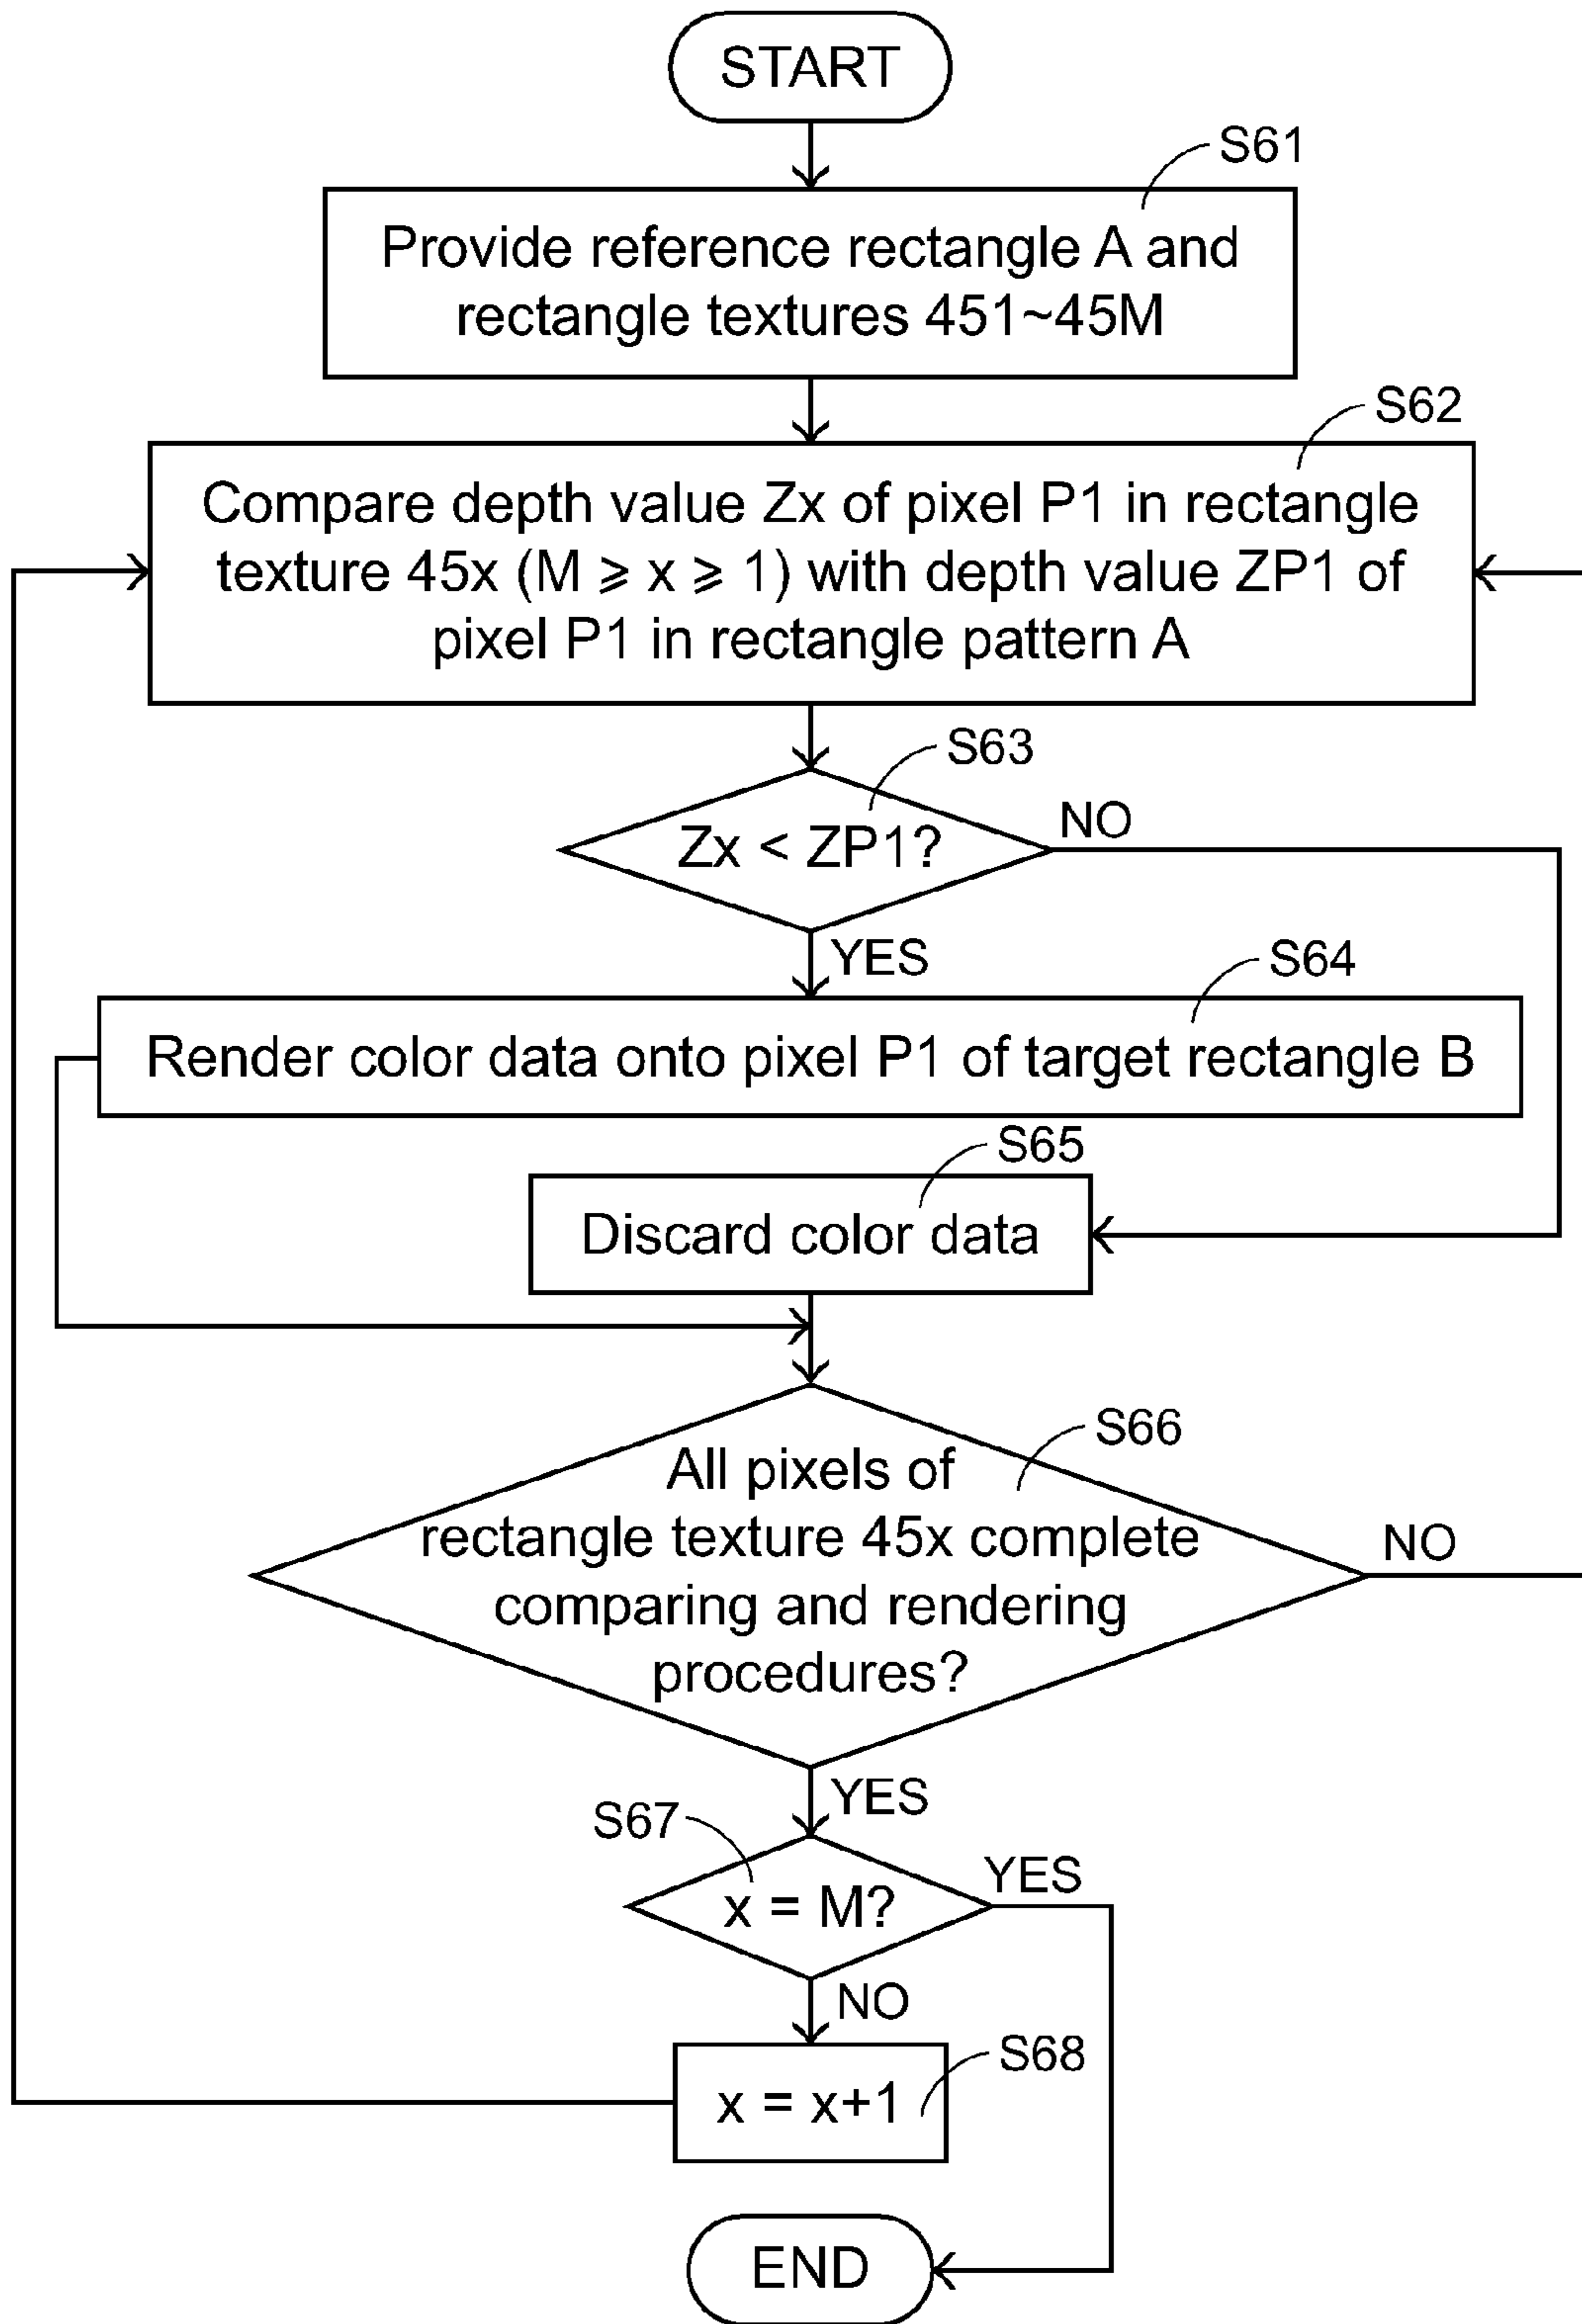 START
S61
Provide reference rectangle A and
rectangle textures 451~45M
S62
Compare depth value Zx of pixel P1 in rectangle
texture 45x (M ⩾ x ⩾ 1) with depth value ZP1 of
pixel P1 in rectangle pattern A
S63
Zx < ZP1?
NO
YES
S64
Render color data onto pixel P1 of target rectangle B
S65
Discard color data
S66
All pixels of
rectangle texture 45x complete
comparing and rendering
procedures?
NO
YES
S67
x = M?
YES
NO
S68
x = x+1
END